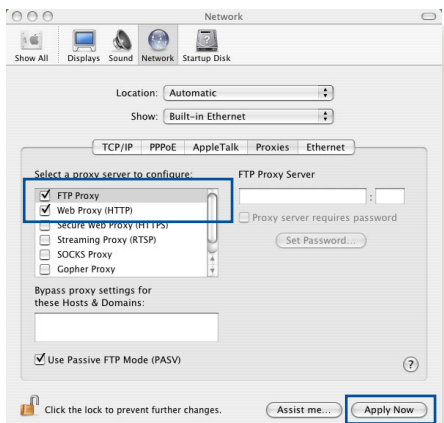 Network
Show All Displays Sound Network Startup Disk
Location: Automatic
Show: Built-in Ethernet
TCP/IP PPPoE AppleTalk Proxies Ethernet
Select a proxy server to configure: FTP Proxy Server
FTP Proxy :
Web Proxy (HTTP) Proxy server requires password
Secure Web Proxy (HTTPS)
Streaming Proxy (RTSP) Set Password...
SOCKS Proxy
Gopher Proxy
Bypass proxy settings for
these Hosts & Domains:
Use Passive FTP Mode (PASV) ?
Click the lock to prevent further changes. Assist me... Apply Now